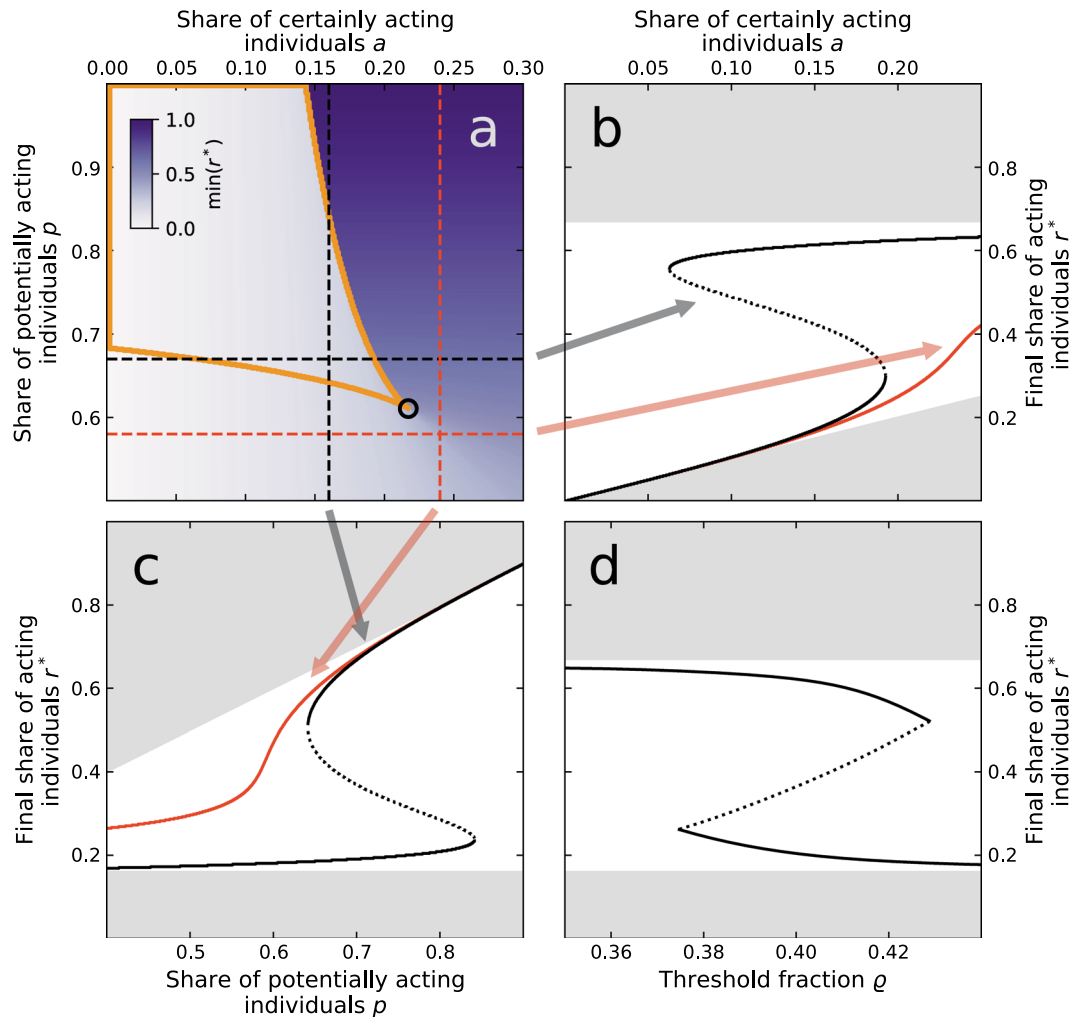 Share of certainly acting
individuals a
0.00 0.05 0.10 0.15 0.20 0.25 0.30
Share of certainly acting
individuals a
0.00 0.05 0.10 0.15 0.20
a
1.0
0.5
0.0
min(r*)
0.9
0.8
0.7
0.6
Share of potentially acting
individuals p
b
0.8
0.6
0.4
0.2
Final share of acting
individuals r*
c
0.8
0.6
0.4
0.2
Final share of acting
individuals r*
0.5 0.6 0.7 0.8
Share of potentially acting
individuals p
d
0.8
0.6
0.4
0.2
Final share of acting
individuals r*
0.36 0.38 0.40 0.42
Threshold fraction ϱ